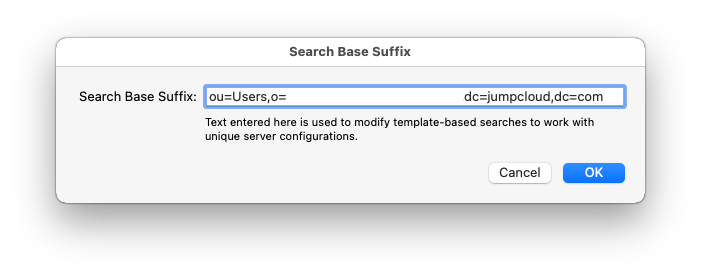 Search Base Suffix
Search Base Suffix: ou=Users,o= dc=jumpcloud,dc=com
Text entered here is used to modify template-based searches to work with
unique server configurations.
Cancel OK